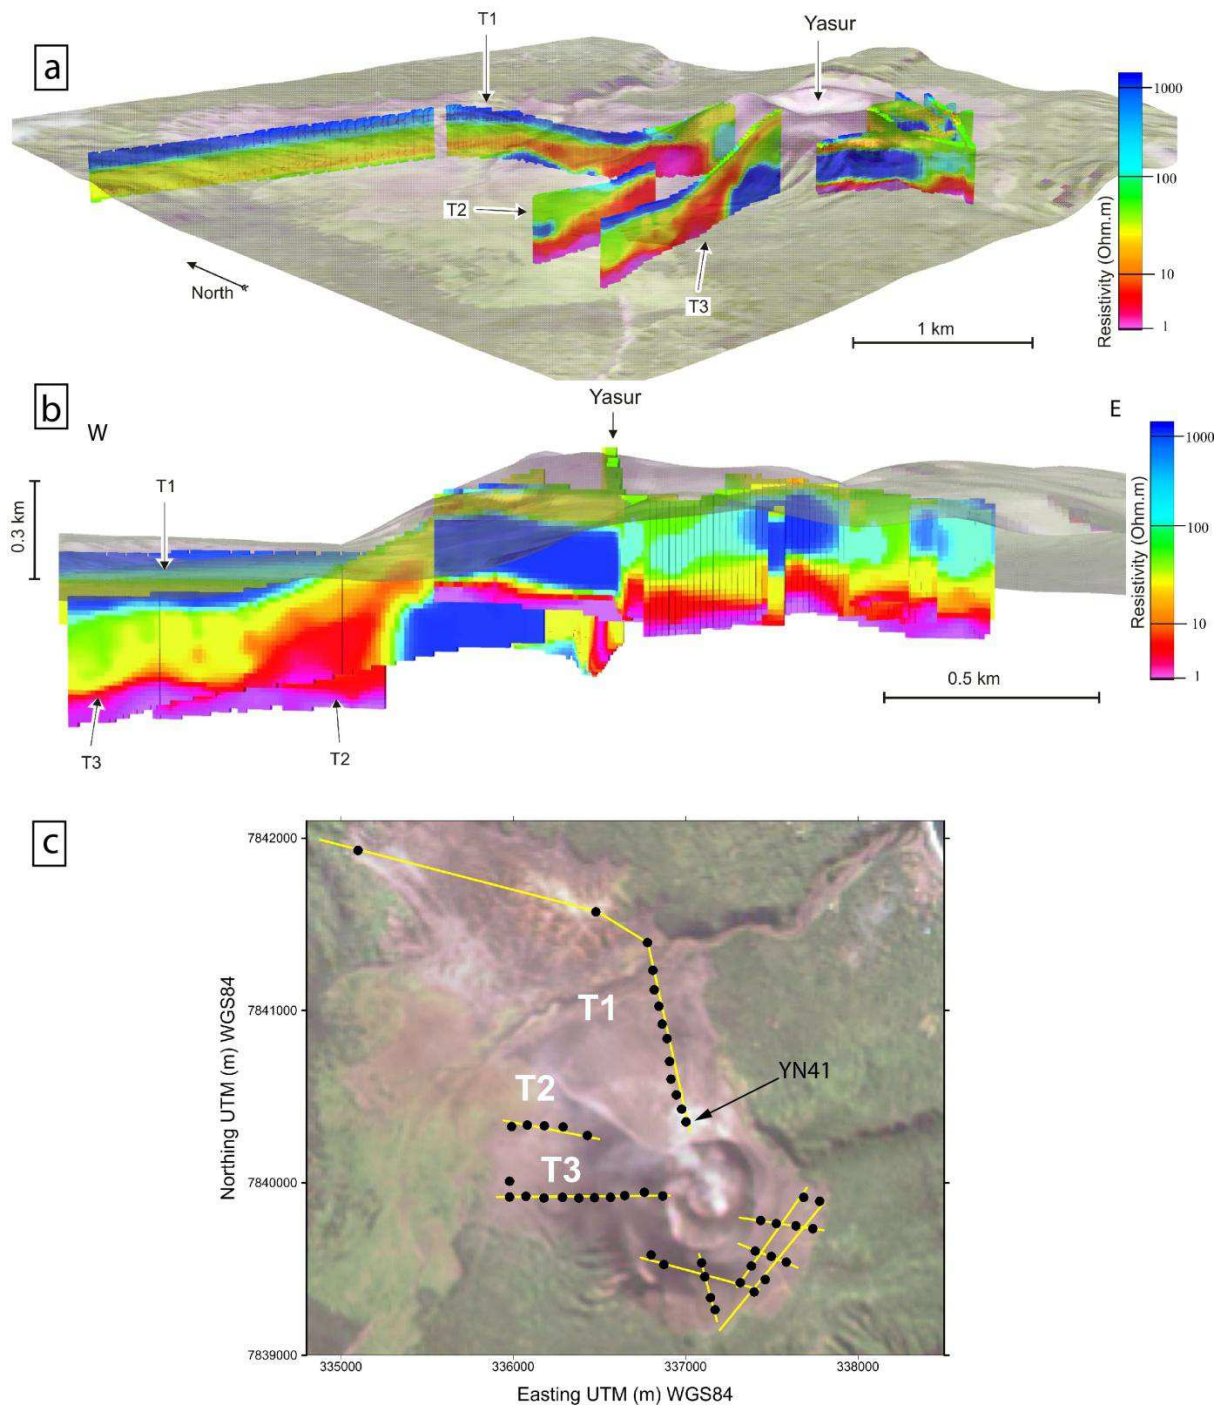 a
T1
Yasur
1000
100
10
1
Resistivity (Ohm.m)
T2
T3
North
1 km
b
W
Yasur
E
T1
0.3 km
1000
100
10
1
Resistivity (Ohm.m)
0.5 km
T3
T2
c
7842000
7841000
7840000
7839000
Northing UTM (m) WGS84
T1
T2
T3
YN41
335000
336000
337000
338000
Easting UTM (m) WGS84